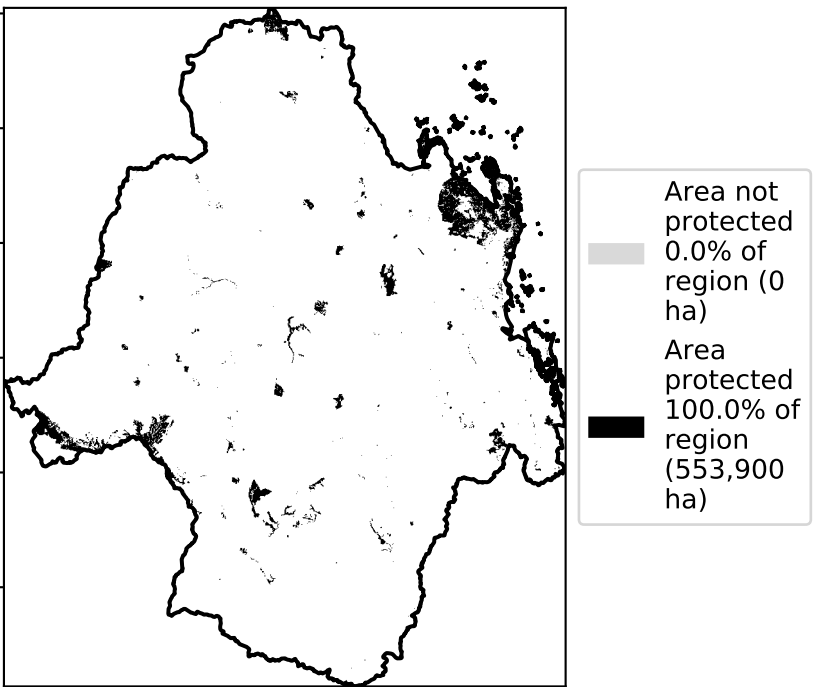 Area not
protected
0.0% of
region (0
ha)
Area
protected
100.0% of
region
(553,900
ha)